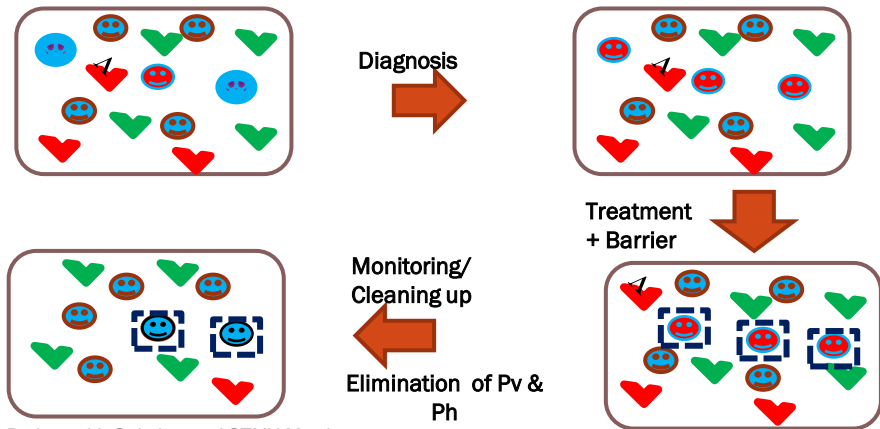 Diagnosis
Treatment
+ Barrier
Monitoring/
Cleaning up
Elimination of Pv &
Ph